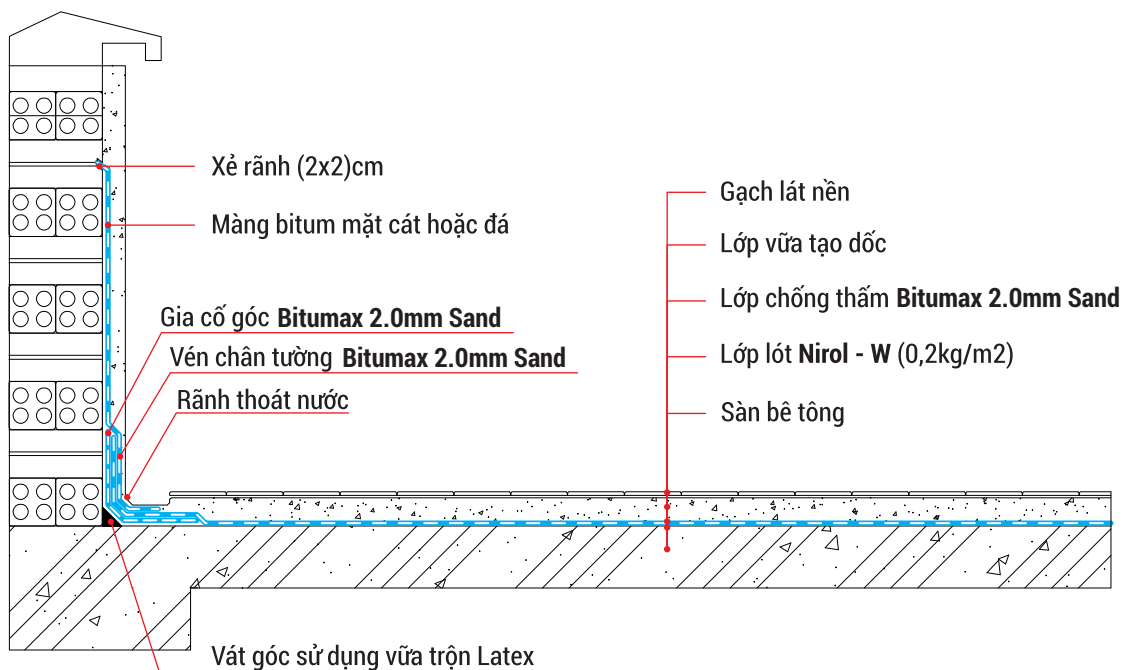 Xẻ rãnh (2x2)cm
Màng bitum mặt cát hoặc đá
Gia cố góc Bitumax 2.0mm Sand
Vén chân tường Bitumax 2.0mm Sand
Rãnh thoát nước
Gạch lát nền
Lớp vữa tạo dốc
Lớp chống thấm Bitumax 2.0mm Sand
Lớp lót Nirol - W (0,2kg/m2)
Sàn bê tông
Vát góc sử dụng vữa trộn Latex